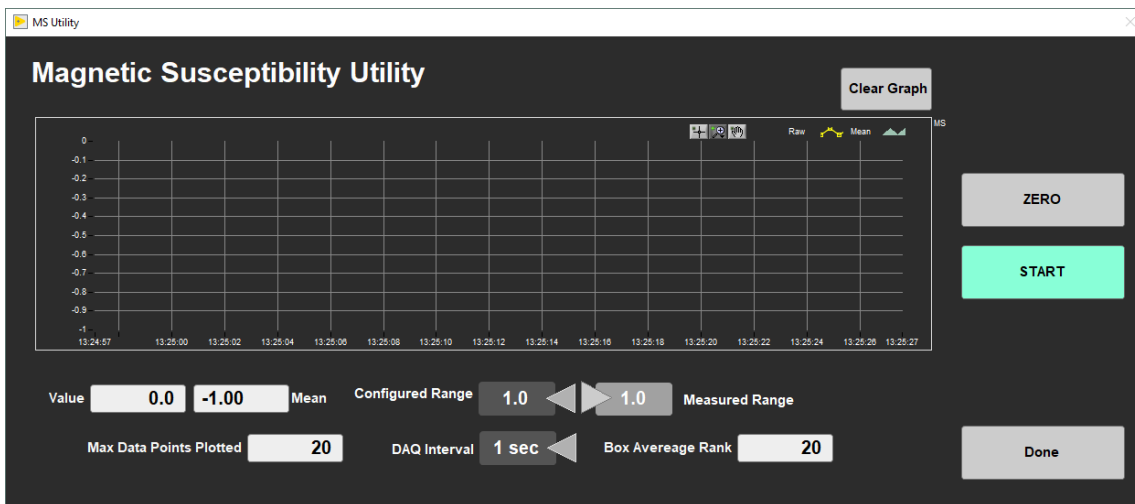 MS Utility
Magnetic Susceptibility Utility
Clear Graph
Raw Mean
MS
0
-0.1
-0.2
-0.3
-0.4
-0.5
-0.6
-0.7
-0.8
-0.9
-1
13:24:57 13:25:00 13:25:02 13:25:04 13:25:06 13:25:08 13:25:10 13:25:12 13:25:14 13:25:16 13:25:18 13:25:20 13:25:22 13:25:24 13:25:26 13:25:27
ZERO
START
Value 0.0 -1.00 Mean Configured Range 1.0 1.0 Measured Range
Max Data Points Plotted 20 DAQ Interval 1 sec Box Avereage Rank 20
Done